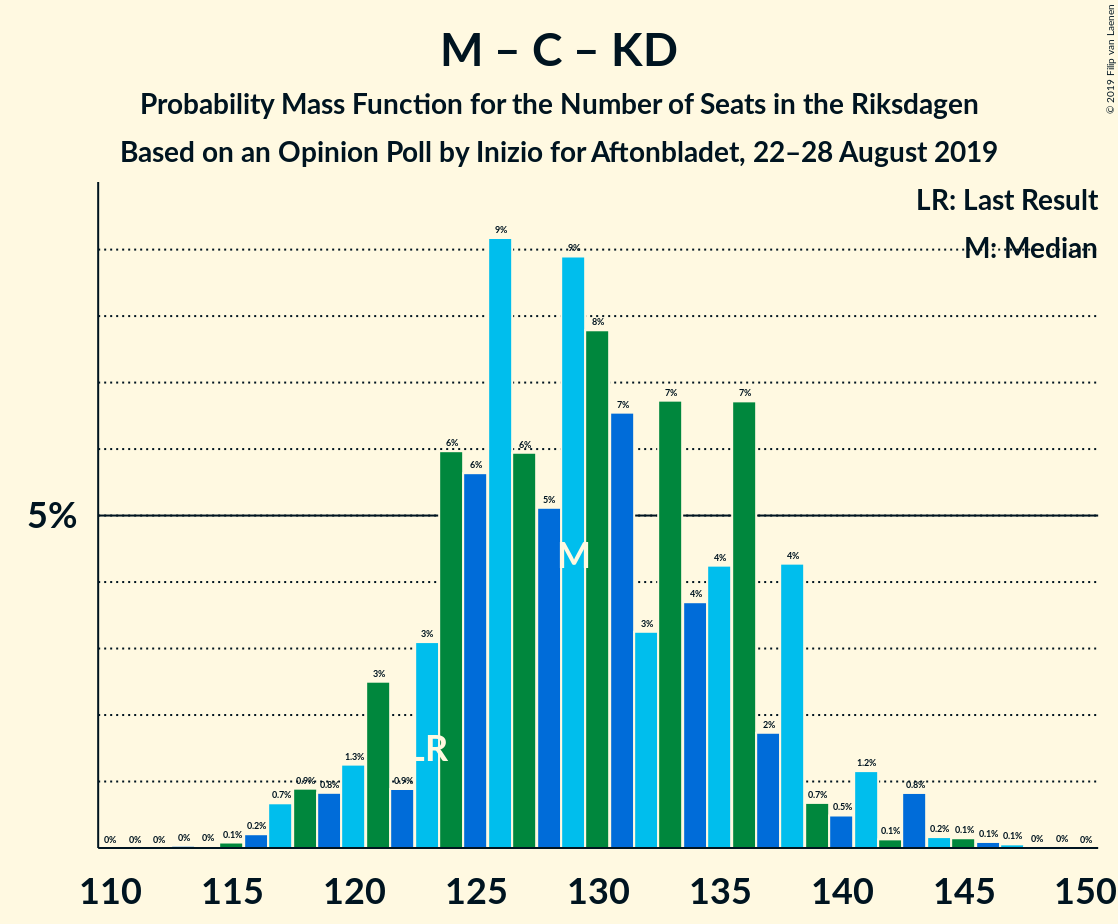 M – C – KD
Probability Mass Function for the Number of Seats in the Riksdagen
Based on an Opinion Poll by Inizio for Aftonbladet, 22–28 August 2019
© 2019 Filip van Laenen
LR: Last Result
M: Median
5%
0% 0% 0% 0% 0% 0.1% 0.2% 0.7% 0.9% 0.8% 1.3% 3% 0.9% 3% 6% 6% 9% 6% 5% 9% 8% 7% 3% 7% 4% 4% 7% 2% 4% 0.7% 0.5% 1.2% 0.1% 0.8% 0.2% 0.1% 0.1% 0.1% 0% 0% 0%
M
LR
110 115 120 125 130 135 140 145 150